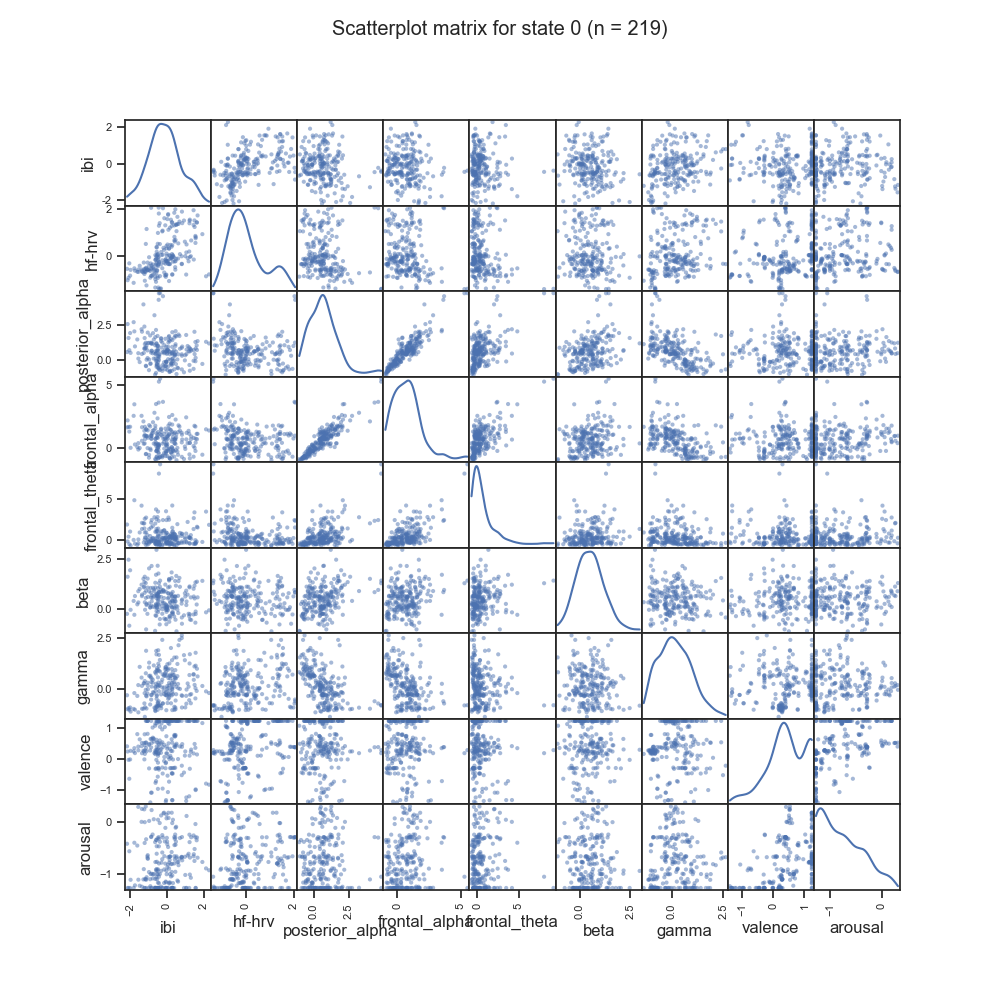 Scatterplot matrix for state 0 (n = 219)
2
0
-2
ibi
2
0
hf-hrv
2.5
0.0
posterior_alpha
5
0
frontal_alpha
5
0
frontal_theta
2.5
0.0
beta
2.5
0.0
gamma
1
0
−1
valence
0
−1
arousal
−2 0 2 0 2 0.0 2.5 0 5 0 5 0.0 2.5 0.0 2.5 −1 0 1 −1 0
ibi hf-hrv posterior_alpha frontal_alpha frontal_theta beta gamma valence arousal